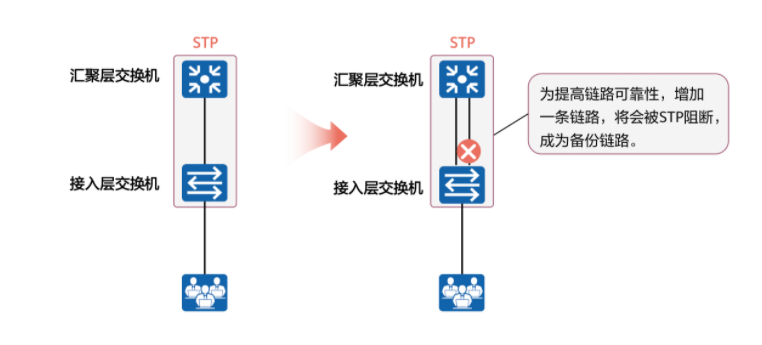 STP
STP
汇聚层交换机
汇聚层交换机
为提高链路可靠性，增加
一条链路，将会被STP阻断，
成为备份链路。
接入层交换机
接入层交换机